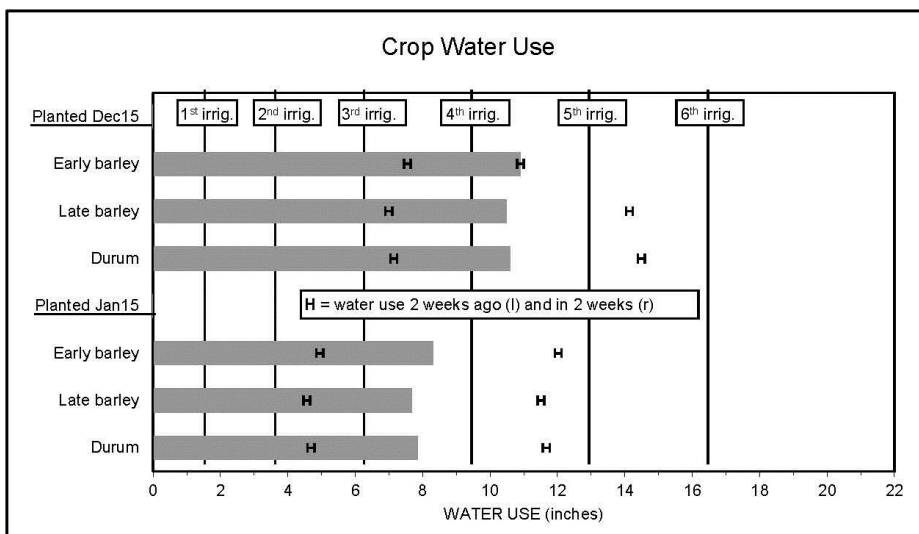 Crop Water Use
Planted Dec15
1st irrig. 2nd irrig. 3rd irrig. 4th irrig. 5th irrig. 6th irrig.
Early barley H H
Late barley H H
Durum H H
Planted Jan15
H = water use 2 weeks ago (l) and in 2 weeks (r)
Early barley H H
Late barley H H
Durum H H
0 2 4 6 8 10 12 14 16 18 20 22
WATER USE (inches)